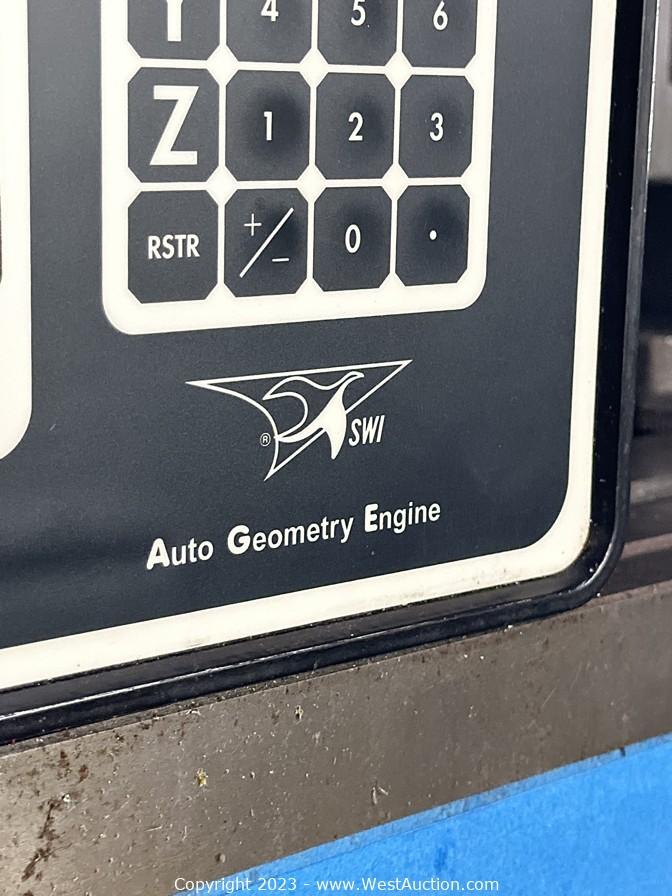 Y 4 5 6
Z 1 2 3
RSTR +/− 0 .
® SWI
Auto Geometry Engine
Copyright 2023 - www.WestAuction.com